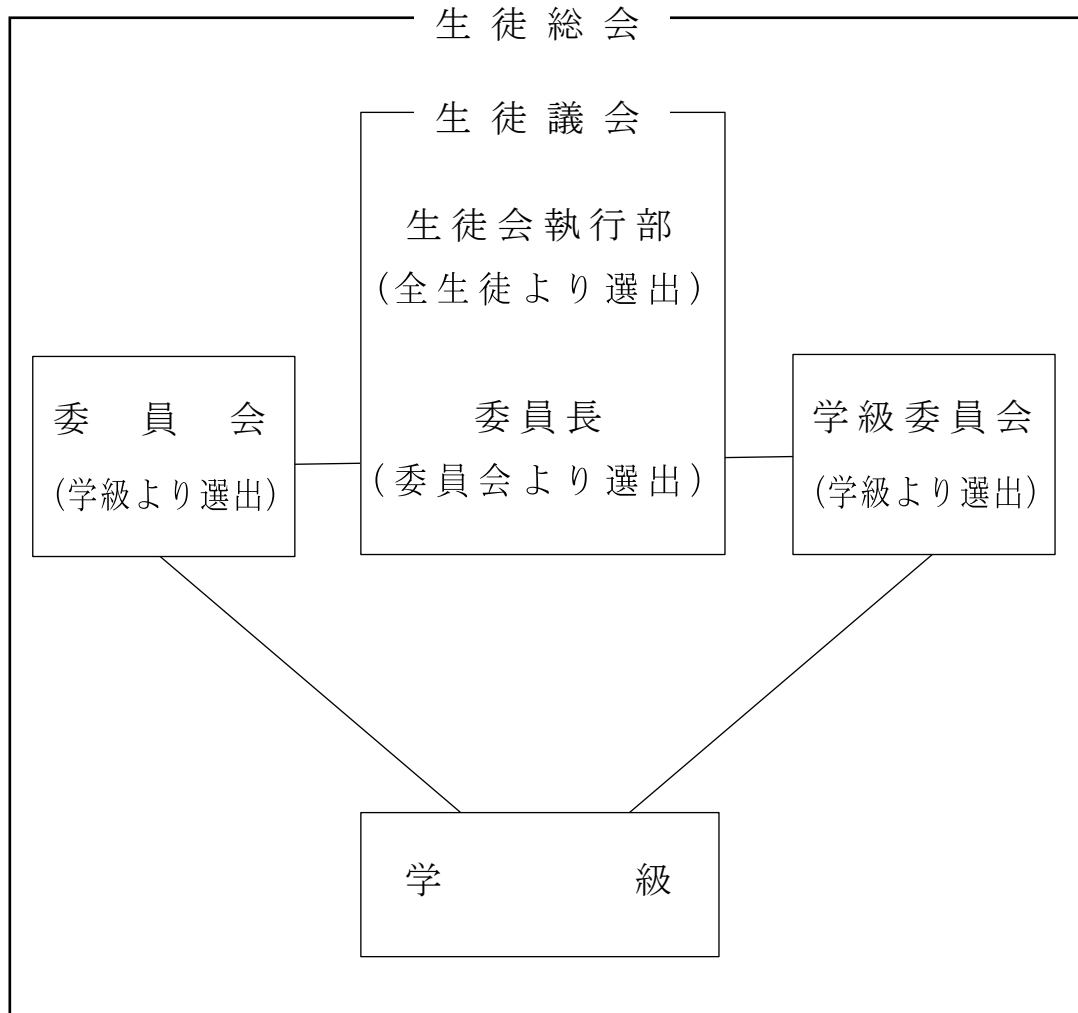 生徒総会
生徒議会
生徒会執行部
(全生徒より選出)
委員長
(委員会より選出)
委員会
(学級より選出)
学級委員会
(学級より選出)
学級